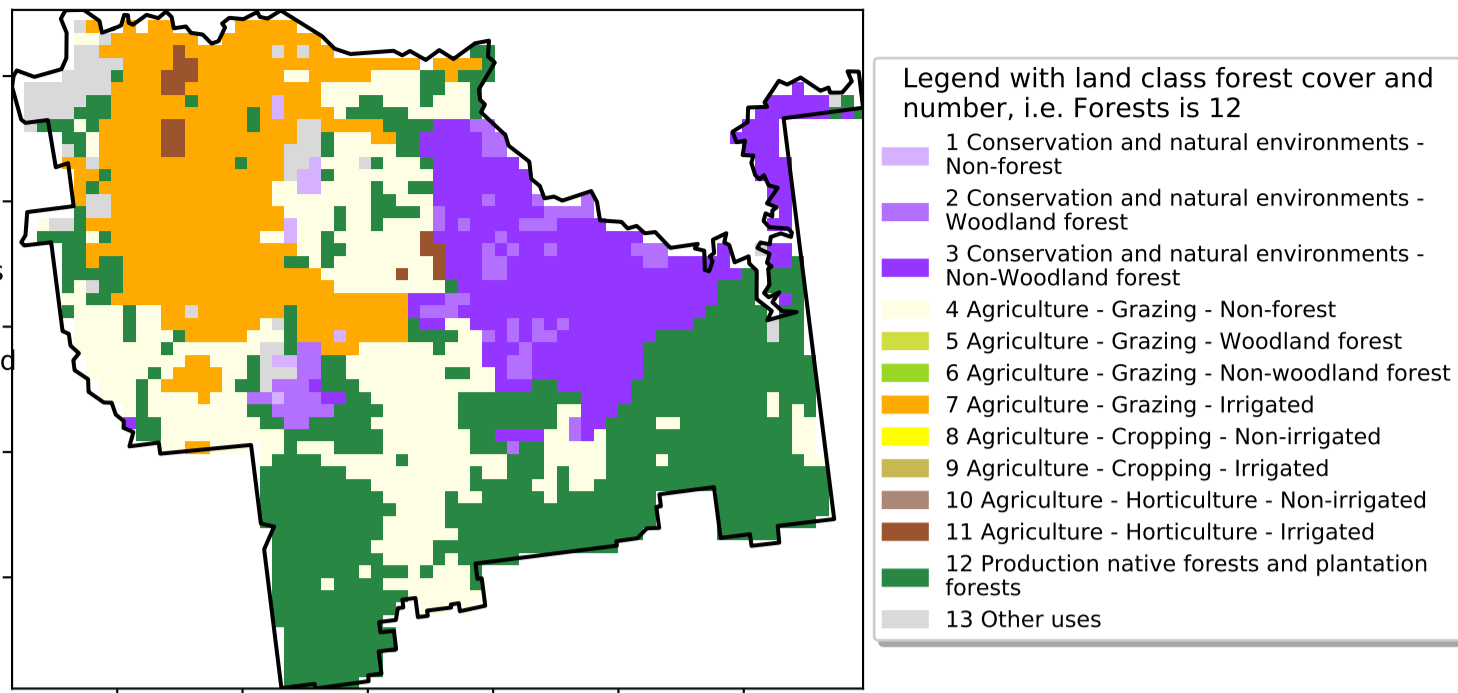 s
d
Legend with land class forest cover and
number, i.e. Forests is 12
1 Conservation and natural environments -
Non-forest
2 Conservation and natural environments -
Woodland forest
3 Conservation and natural environments -
Non-Woodland forest
4 Agriculture - Grazing - Non-forest
5 Agriculture - Grazing - Woodland forest
6 Agriculture - Grazing - Non-woodland forest
7 Agriculture - Grazing - Irrigated
8 Agriculture - Cropping - Non-irrigated
9 Agriculture - Cropping - Irrigated
10 Agriculture - Horticulture - Non-irrigated
11 Agriculture - Horticulture - Irrigated
12 Production native forests and plantation
forests
13 Other uses